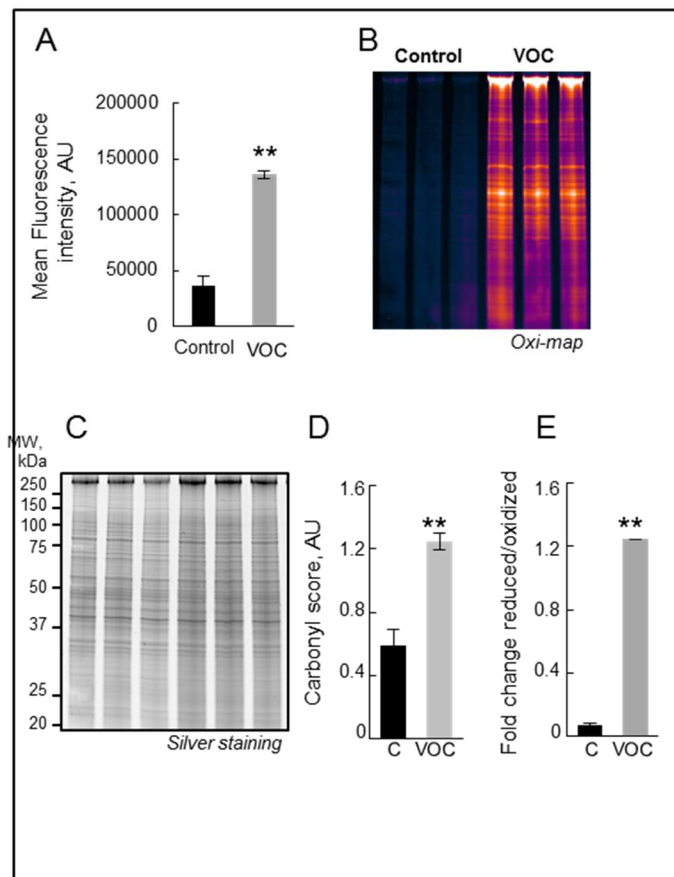 A
Mean Fluorescence
intensity, AU
200000
150000
100000
50000
0
**
Control
VOC
B
Control VOC
Oxi-map
C
MW,
kDa
250
150
100
75
50
37
25
20
Silver staining
D
Carbonyl score, AU
1.6
1.2
0.8
0.4
0
**
C VOC
E
Fold change reduced/oxidized
1.6
1.2
0.8
0.4
0
**
C VOC